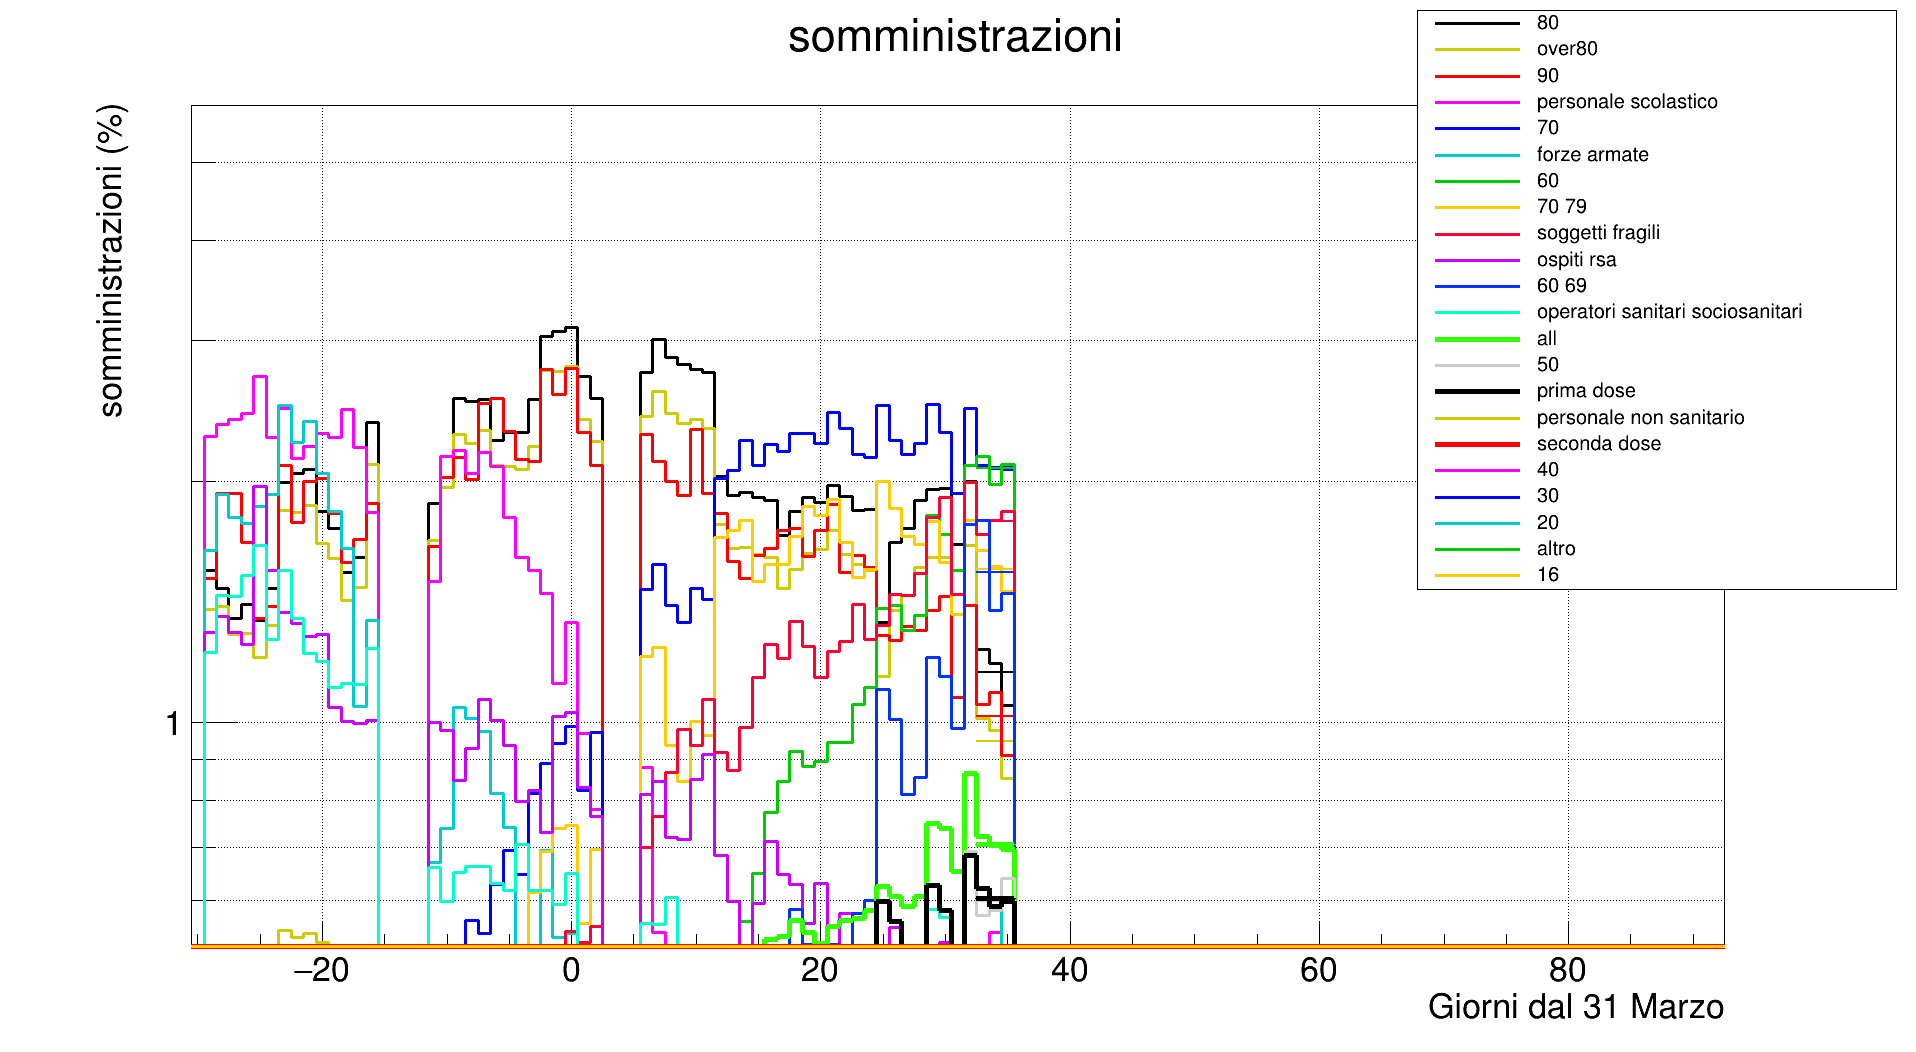 somministrazioni
80
over80
90
personale scolastico
70
forze armate
60
70 79
soggetti fragili
ospiti rsa
60 69
operatori sanitari sociosanitari
all
50
prima dose
personale non sanitario
seconda dose
40
30
20
altro
16
somministrazioni (%)
1
−20 0 20 40 60 80
Giorni dal 31 Marzo